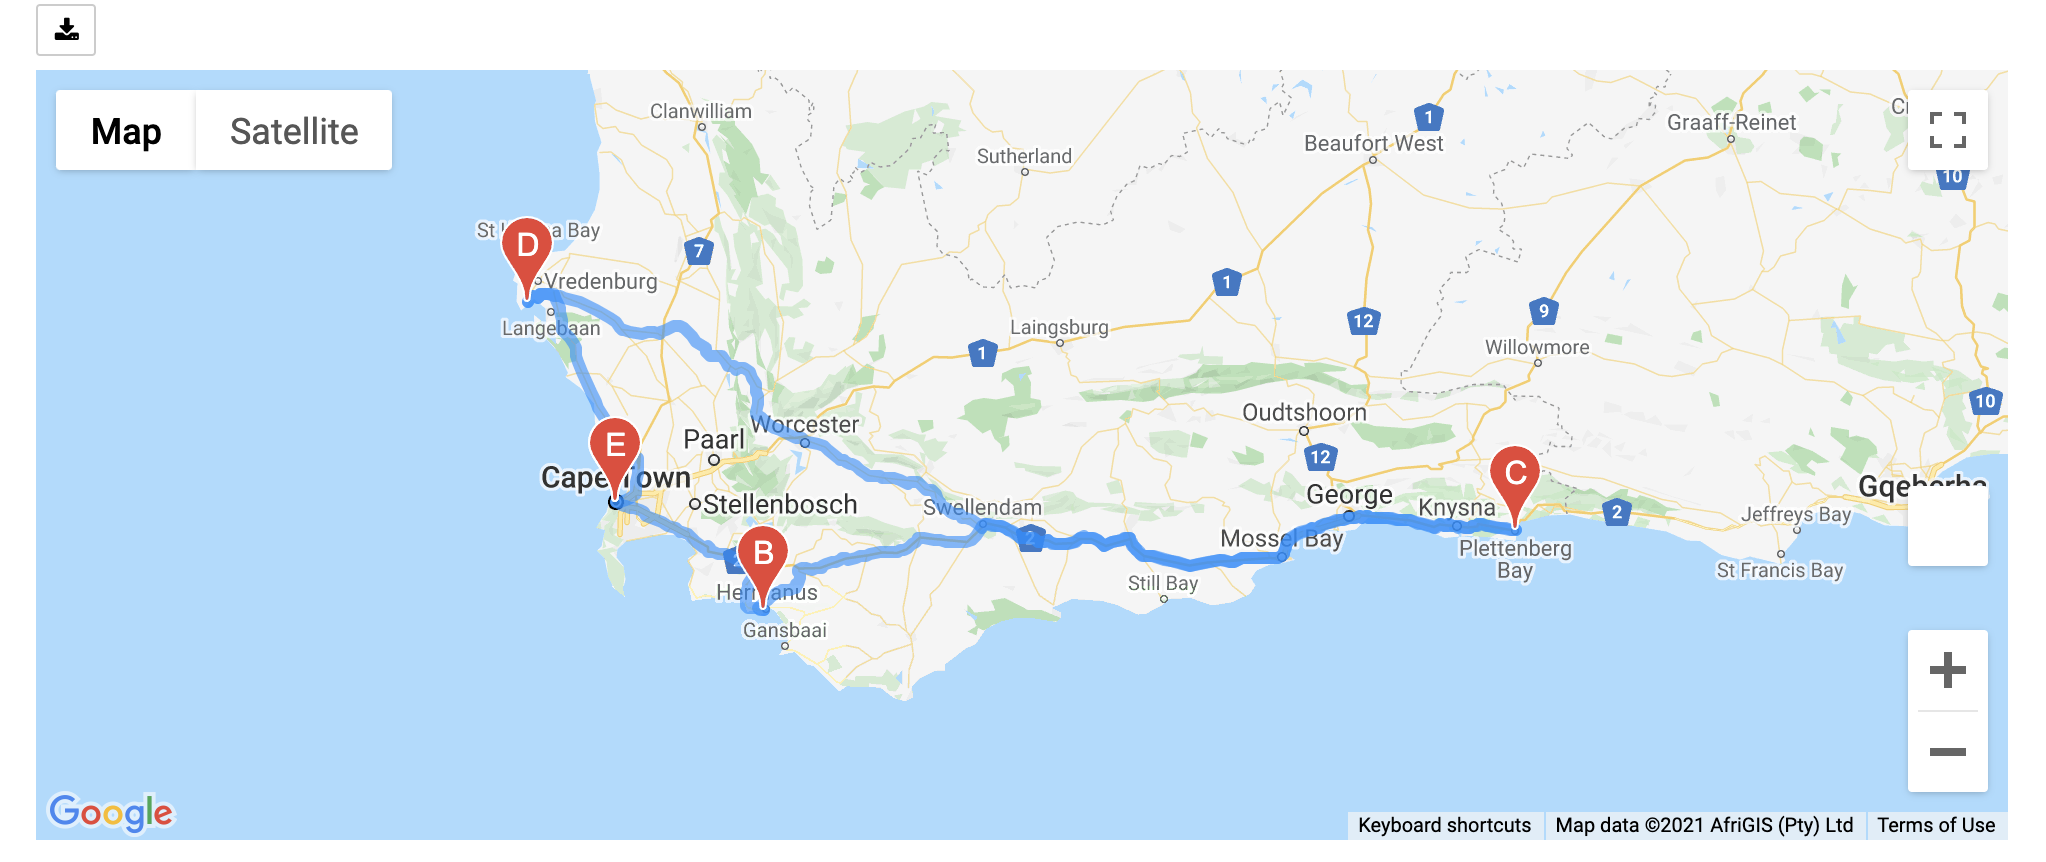 Map
Satellite
Clanwilliam
Sutherland
1
Beaufort West
Graaff-Reinet
10
St
a Bay
D
7
Vredenburg
Langebaan
1
12
9
Laingsburg
1
Willowmore
10
Oudtshoorn
Worcester
Paarl
E
12
C
Cape Town
Stellenbosch
George
Knysna
2
Gqeberha
Swellendam
2
Mossel Bay
Jeffreys Bay
B
Plettenberg
Bay
St Francis Bay
Still Bay
Hermanus
Gansbaai
Google
Keyboard shortcuts
Map data ©2021 AfriGIS (Pty) Ltd
Terms of Use